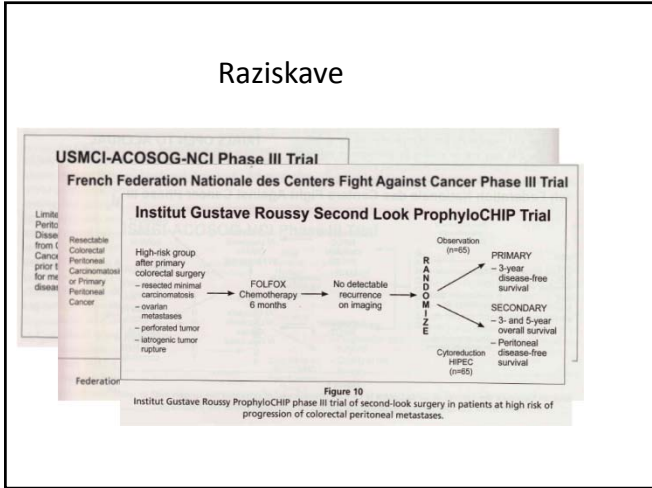 Raziskave
USMCI-ACOSOG-NCI Phase III Trial
French Federation Nationale des Centers Fight Against Cancer Phase III Trial
Institut Gustave Roussy Second Look ProphyloCHIP Trial
Resectable
Colorectal
Peritoneal
or Primary
Peritoneal
Cancer
High-risk group
after primary
colorectal surgery
– resected minimal
carcinomatosis
– ovarian
metastases
– perforated tumor
– iatrogenic tumor
rupture
FOLFOX
Chemotherapy
6 months
No detectable
recurrence
on imaging
RANDOMIZE
Observation
(n=65)
Cytoreduction
HIPEC
(n=65)
PRIMARY
– 3-year
disease-free
survival
SECONDARY
– 3- and 5-year
overall survival
– Peritoneal
disease-free
survival
Federation
Figure 10
Institut Gustave Roussy ProphyloCHIP phase III trial of second-look surgery in patients at high risk of
progression of colorectal peritoneal metastases.